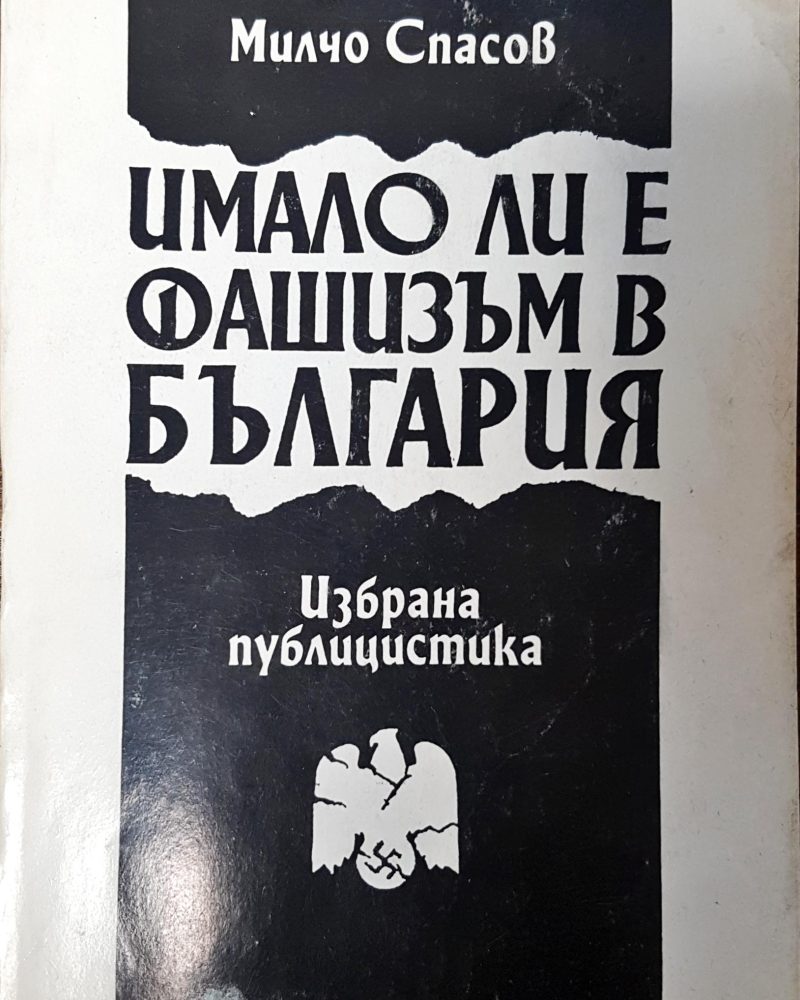 Милчо Спасов
ИМАЛО ЛИ Е
ФАШИЗЪМ В
БЪЛГАРИЯ
Избрана
публицистика